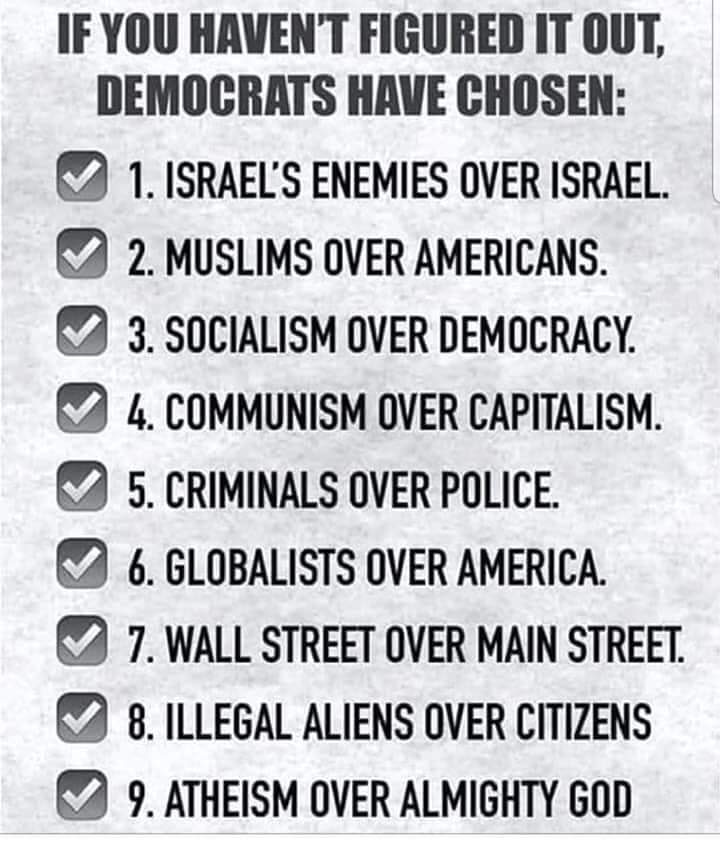 IF YOU HAVEN'T FIGURED IT OUT,
DEMOCRATS HAVE CHOSEN:
1. ISRAEL'S ENEMIES OVER ISRAEL.
2. MUSLIMS OVER AMERICANS.
3. SOCIALISM OVER DEMOCRACY.
4. COMMUNISM OVER CAPITALISM.
5. CRIMINALS OVER POLICE.
6. GLOBALISTS OVER AMERICA.
7. WALL STREET OVER MAIN STREET.
8. ILLEGAL ALIENS OVER CITIZENS
9. ATHEISM OVER ALMIGHTY GOD